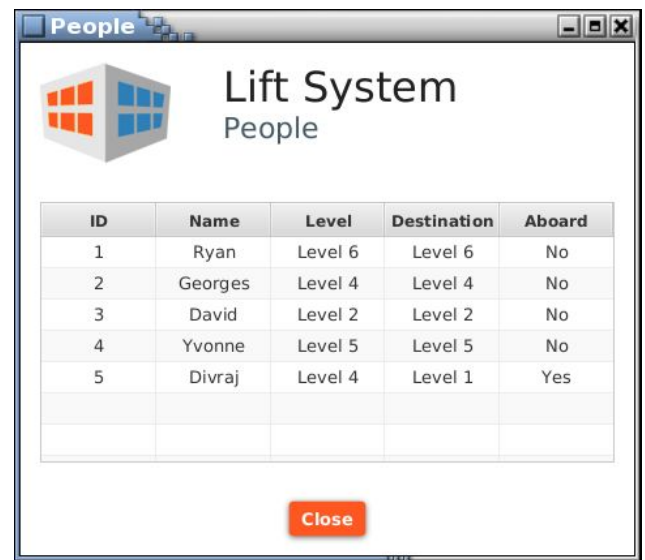 People
Lift System
People
ID Name Level Destination Aboard
1 Ryan Level 6 Level 6 No
2 Georges Level 4 Level 4 No
3 David Level 2 Level 2 No
4 Yvonne Level 5 Level 5 No
5 Divraj Level 4 Level 1 Yes
Close